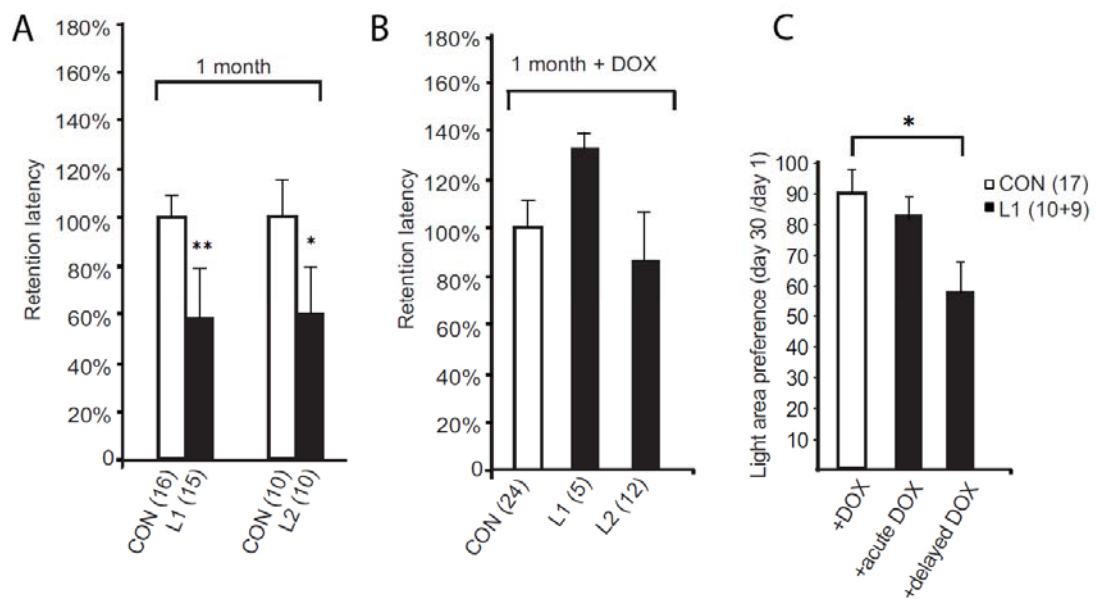 A
Retention latency
180%
160%
140%
120%
100%
80%
60%
40%
20%
0
1 month
**
*
CON (16)
L1 (15)
CON (10)
L2 (10)
B
Retention latency
180%
160%
140%
120%
100%
80%
60%
40%
20%
0
1 month + DOX
CON (24)
L1 (5)
L2 (12)
C
Light area preference (day 30 /day 1)
100
90
80
70
60
50
40
30
20
10
*
CON (17)
L1 (10+9)
+DOX
+acute DOX
+delayed DOX